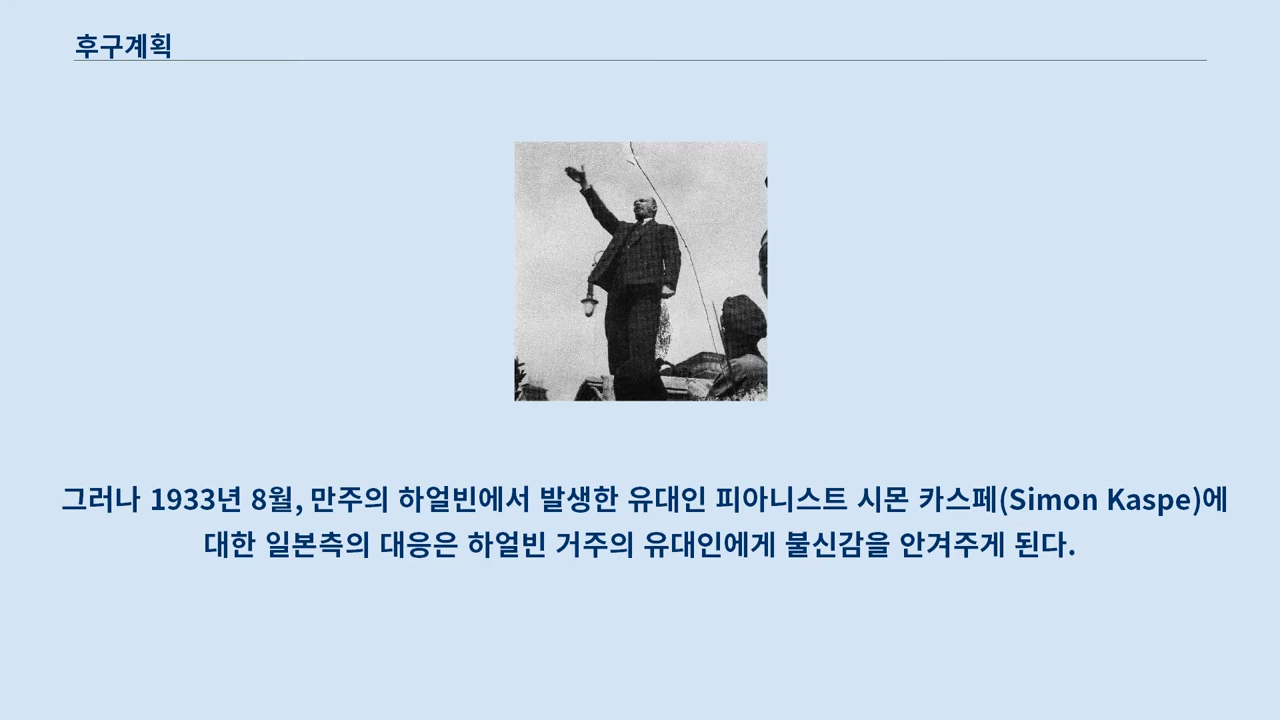 후구계획
그러나 1933년 8월, 만주의 하얼빈에서 발생한 유대인 피아니스트 시몬 카스페(Simon Kaspe)에
대한 일본측의 대응은 하얼빈 거주의 유대인에게 불신감을 안겨주게 된다.